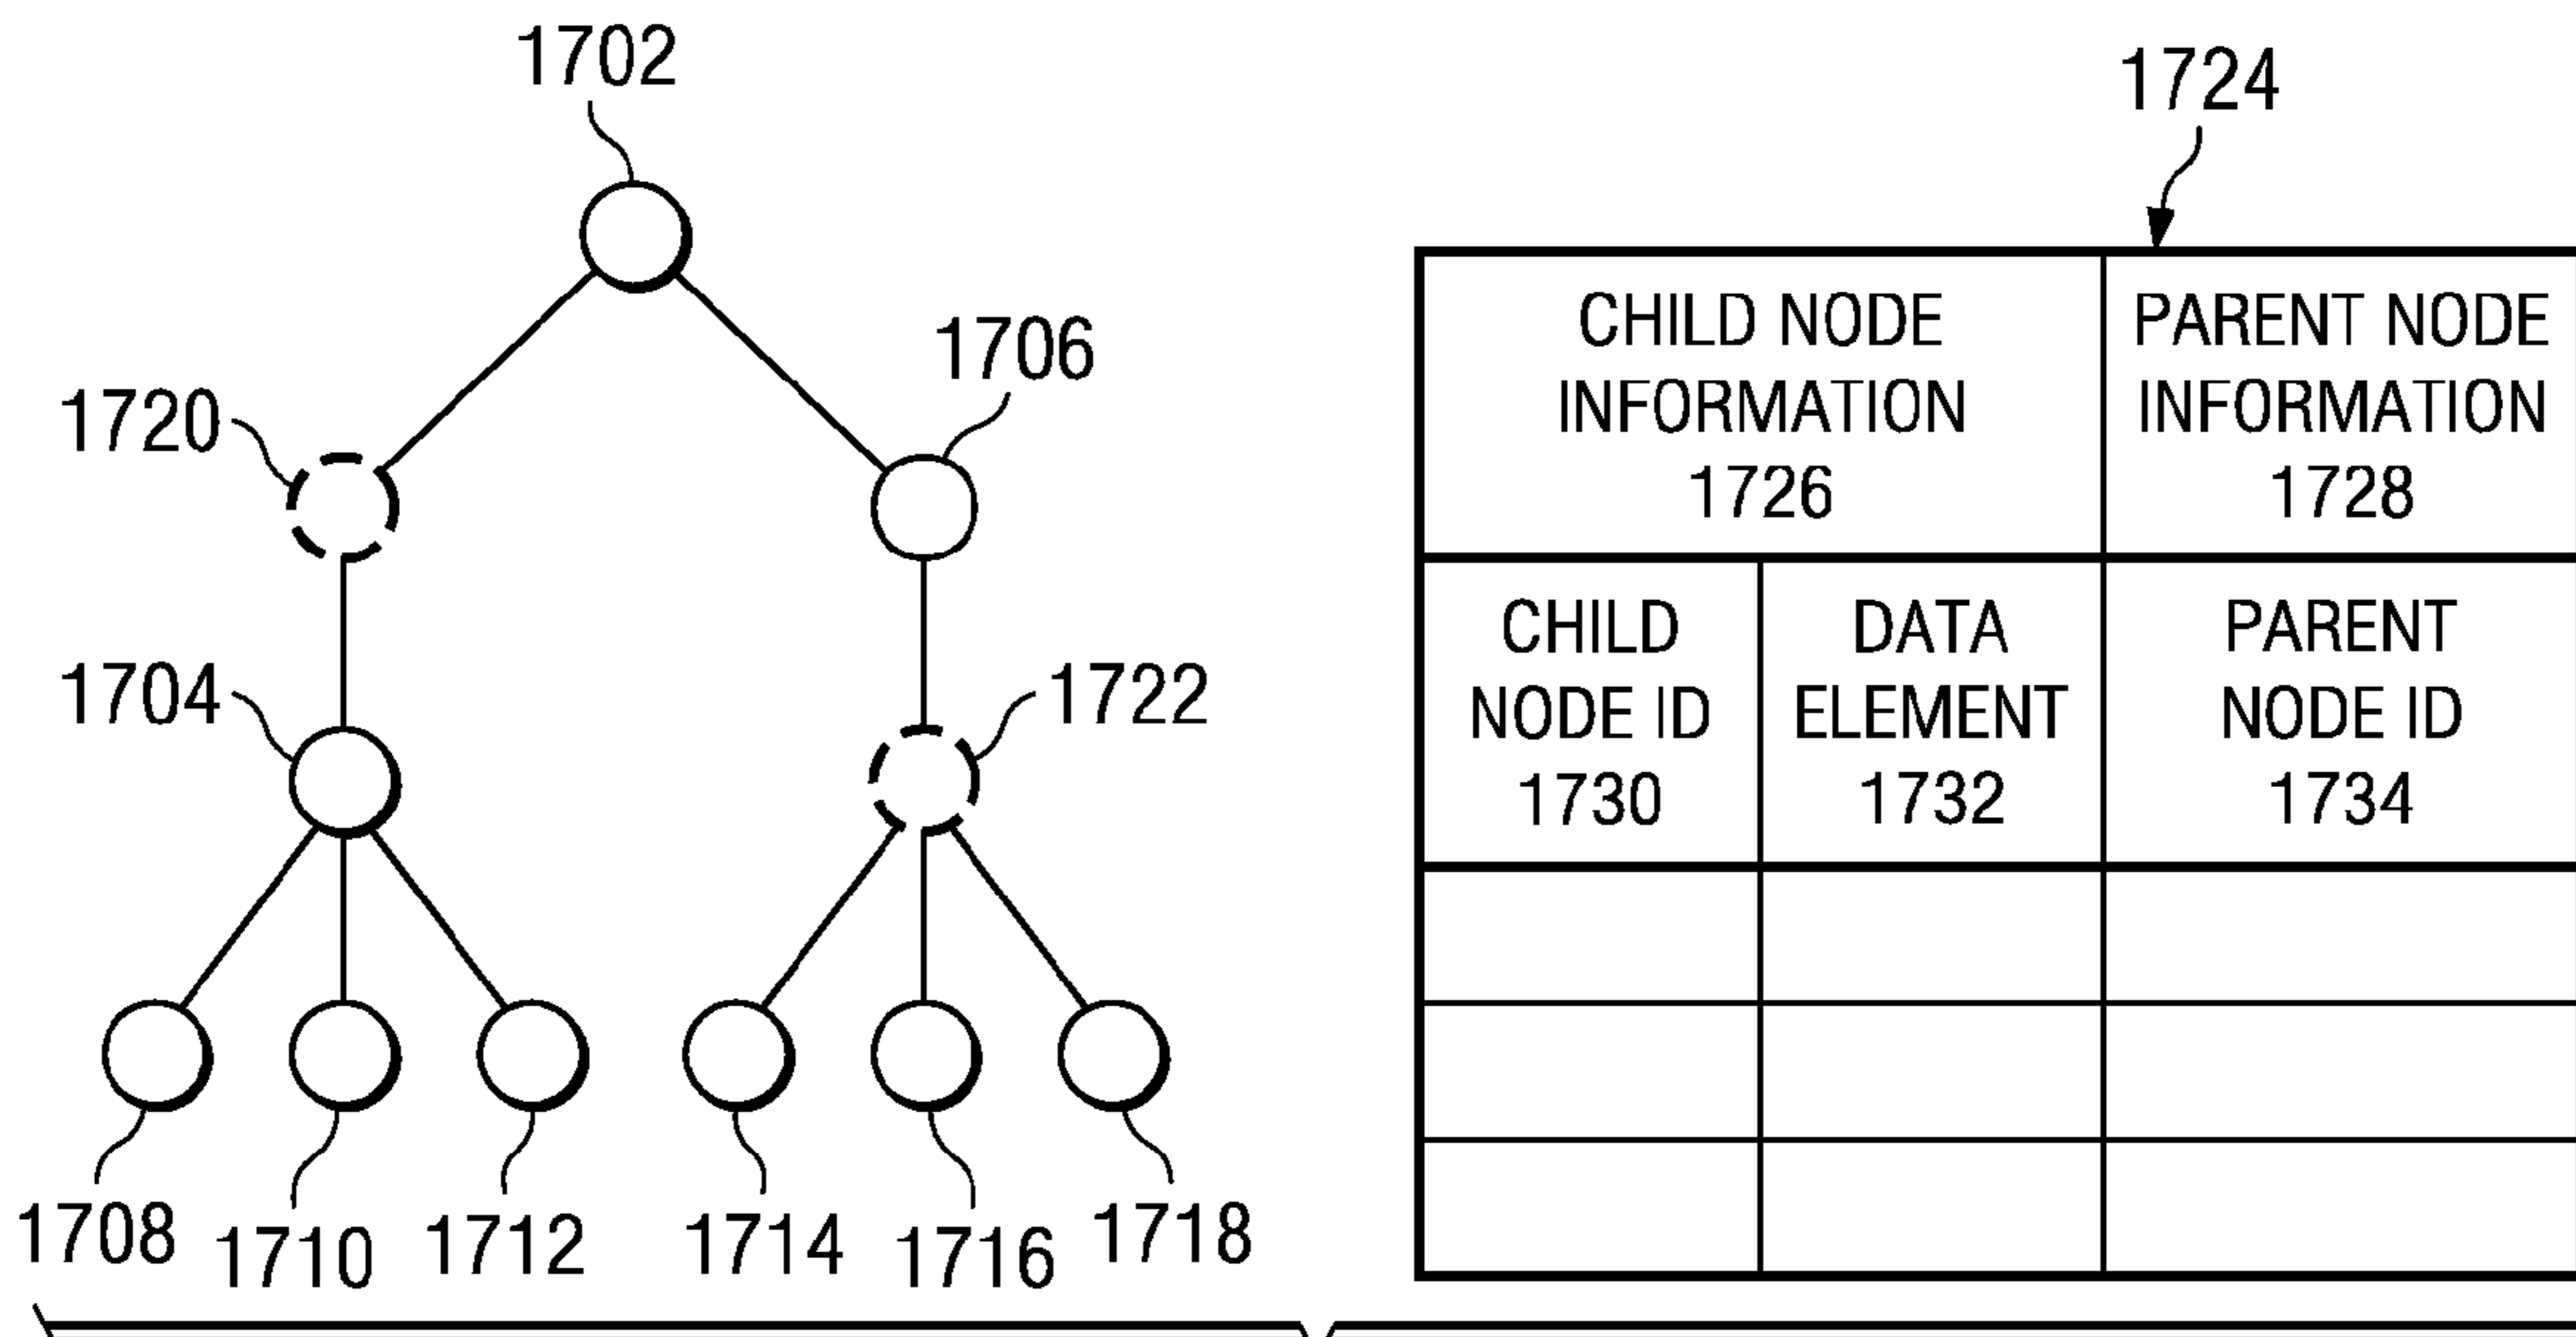 1702
1724
1706
1720
1704
1722
1708
1710
1712
1714
1716
1718
CHILD NODE
INFORMATION
1726
PARENT NODE
INFORMATION
1728
CHILD
NODE ID
1730
DATA
ELEMENT
1732
PARENT
NODE ID
1734